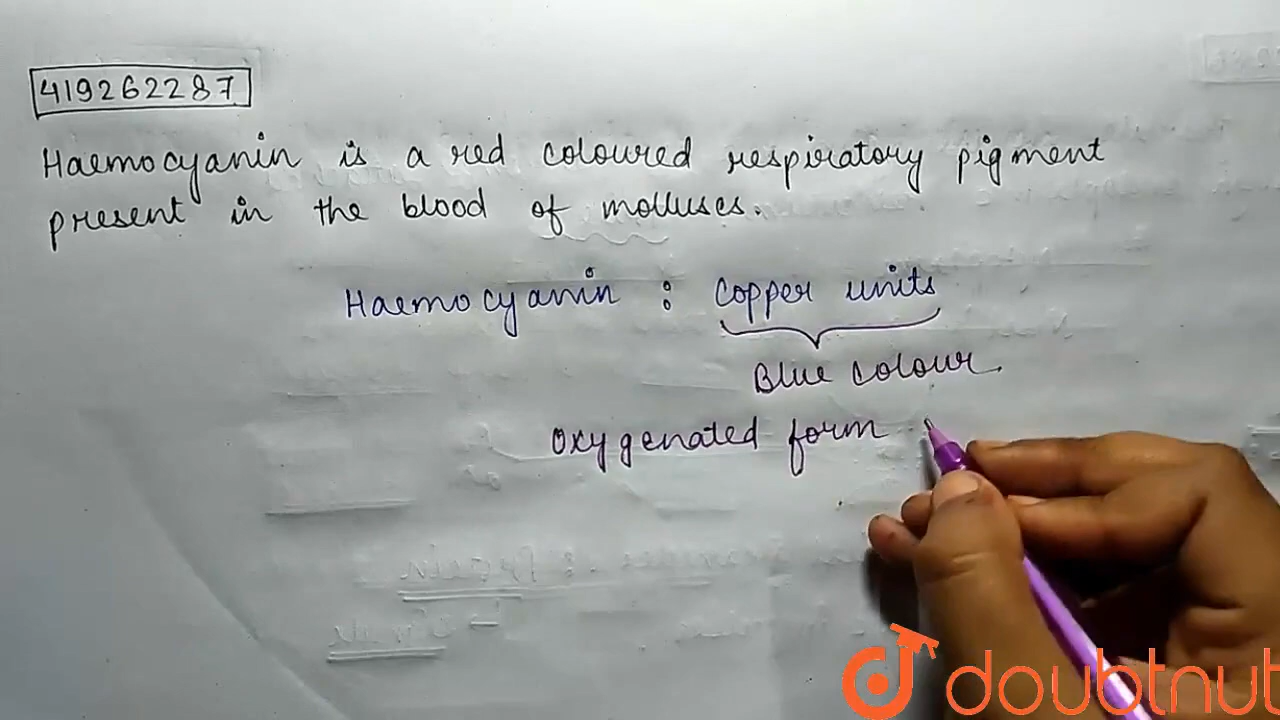 419262287
Haemocyanin is a red coloured respiratory pigment
present in the blood of molluses.
Haemocyanin : Copper units
Blue colour.
Oxygenated form
doubtnut